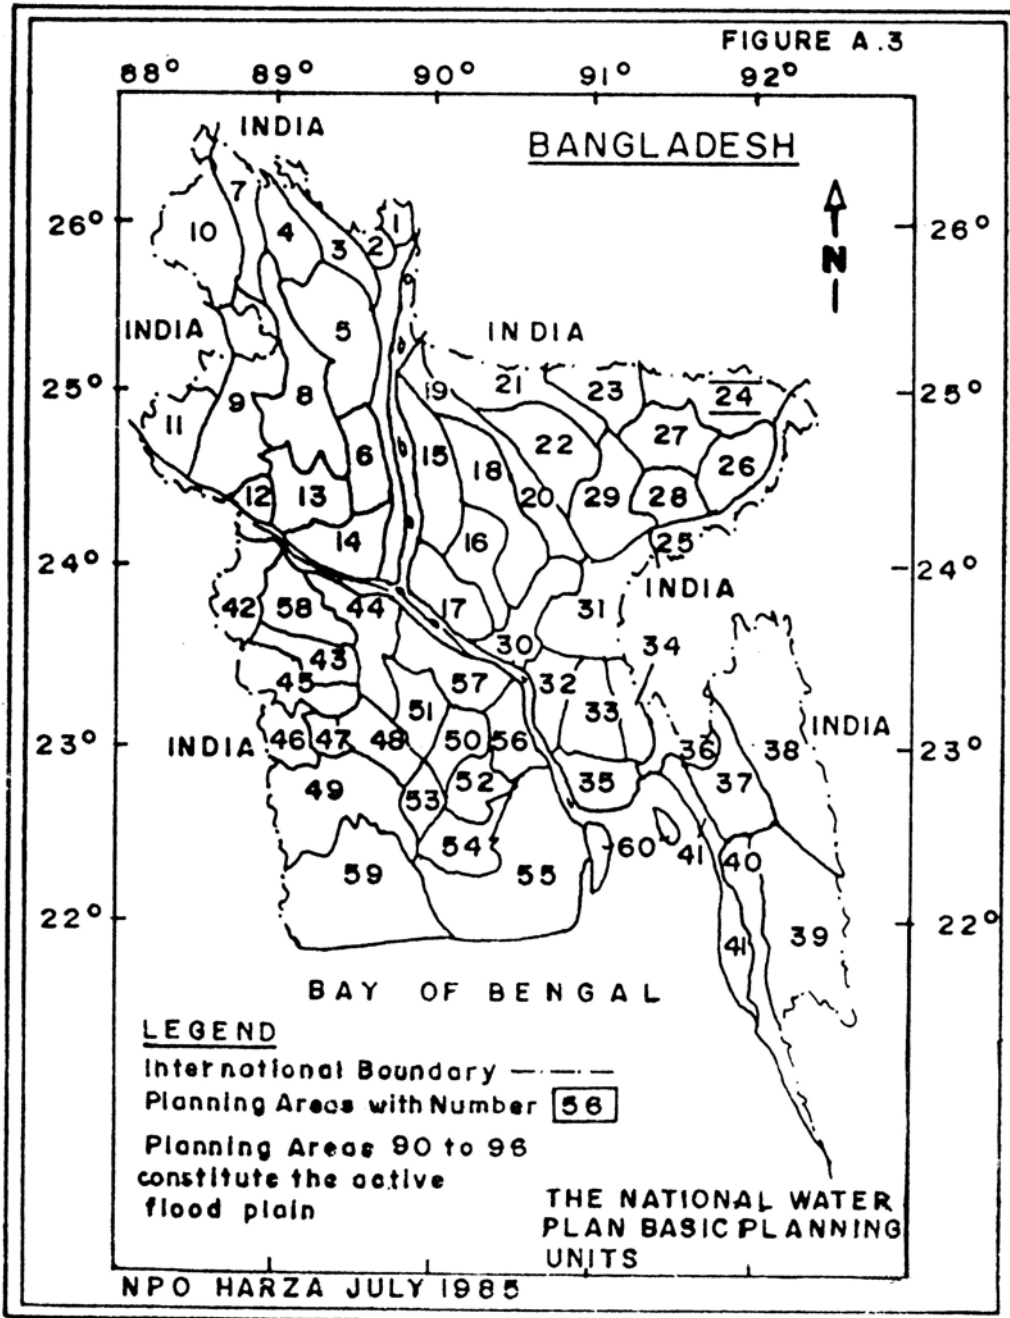 FIGURE A.3
88° 89° 90° 91° 92°
INDIA
BANGLADESH
7
1
26° 10 4 3 2 26°
N
INDIA 5 INDIA
25° 19 21 23 24 25°
11 9 8 27
6 15 18 22 26
12 13 20 29 28
14 16 25
24° INDIA 24°
42 58 44 17 31
30 34
43
45 57 32
51 33
INDIA 46 47 48 50 56 36 38 INDIA
23° 23°
49 53 52 35 37
54 60 41 40
59 55
22° 41 39 22°
BAY OF BENGAL
LEGEND
International Boundary
Planning Areas with Number 56
Planning Areas 90 to 96
constitute the active
flood plain
THE NATIONAL WATER
PLAN BASIC PLANNING
UNITS
NPO HARZA JULY 1985